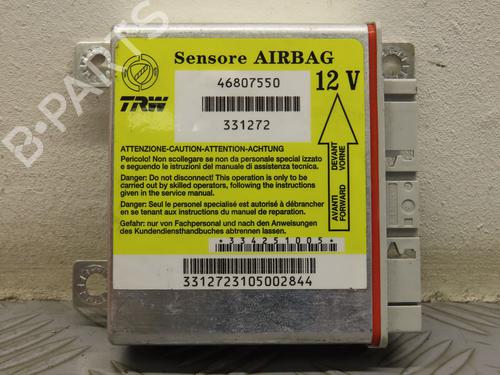 B-PARTS
Sensore AIRBAG
46807550
12 V
TRW
331272
ATTENZIONE-CAUTION-ATTENTION-ACHTUNG
Pericolo! Non scollegare se non da personale special izzato
e seguendo le istruzioni del manuale di assistenza tecnica.
Danger: Do not disconnect! This operation is only to be
carried out by skilled operators, following the instructions
given in the service manual.
Danger: Seul le personel specialisé est autorisé à débrancher
en se tenant aux instructions du manuel de reparation.
Gefahr: nur von Fachpersonal und nach den Anweisungen
des Kundendiensthandbuches abtrennen lassen.
AVANTI DEVANT
FORWARD VORNE
*334251005*
3312723105002844